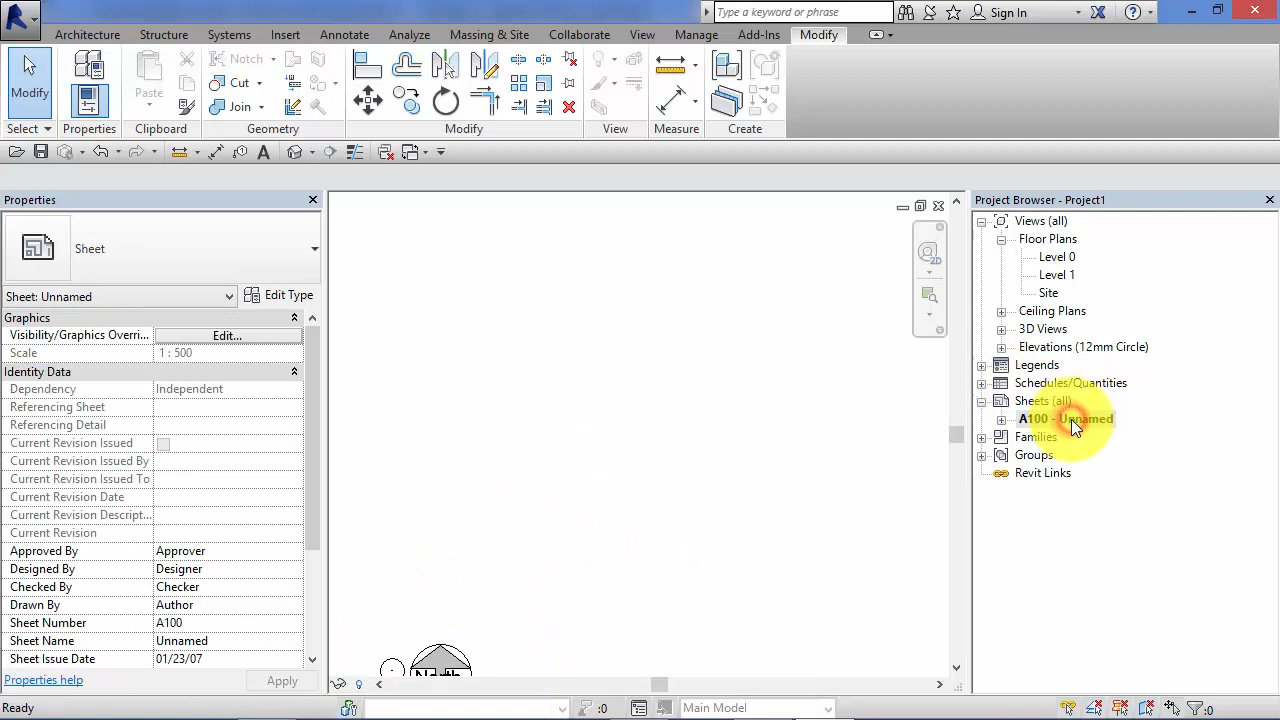 Type a keyword or phrase
Sign In
Architecture Structure Systems Insert Annotate Analyze Massing & Site Collaborate View Manage Add-Ins Modify
Modify
Paste
Notch
Cut
Join
Select Properties Clipboard Geometry Modify View Measure Create
Properties
Sheet
Sheet: Unnamed
Edit Type
Graphics
Visibility/Graphics Overri... Edit...
Scale 1 : 500
Identity Data
Dependency Independent
Referencing Sheet
Referencing Detail
Current Revision Issued
Current Revision Issued By
Current Revision Issued To
Current Revision Date
Current Revision Descript...
Current Revision
Approved By Approver
Designed By Designer
Checked By Checker
Drawn By Author
Sheet Number A100
Sheet Name Unnamed
Sheet Issue Date 01/23/07
Properties help
Apply
2D
North
Project Browser - Project1
Views (all)
Floor Plans
Level 0
Level 1
Site
Ceiling Plans
3D Views
Elevations (12mm Circle)
Legends
Schedules/Quantities
Sheets (all)
A100 - Unnamed
Families
Groups
Revit Links
Ready
:0
Main Model
:0